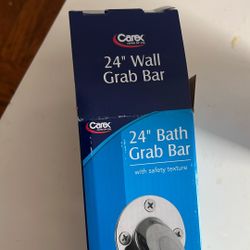 Carex
24" Wall
Grab Bar
Carex
24" Bath
Grab Bar
with safety texture